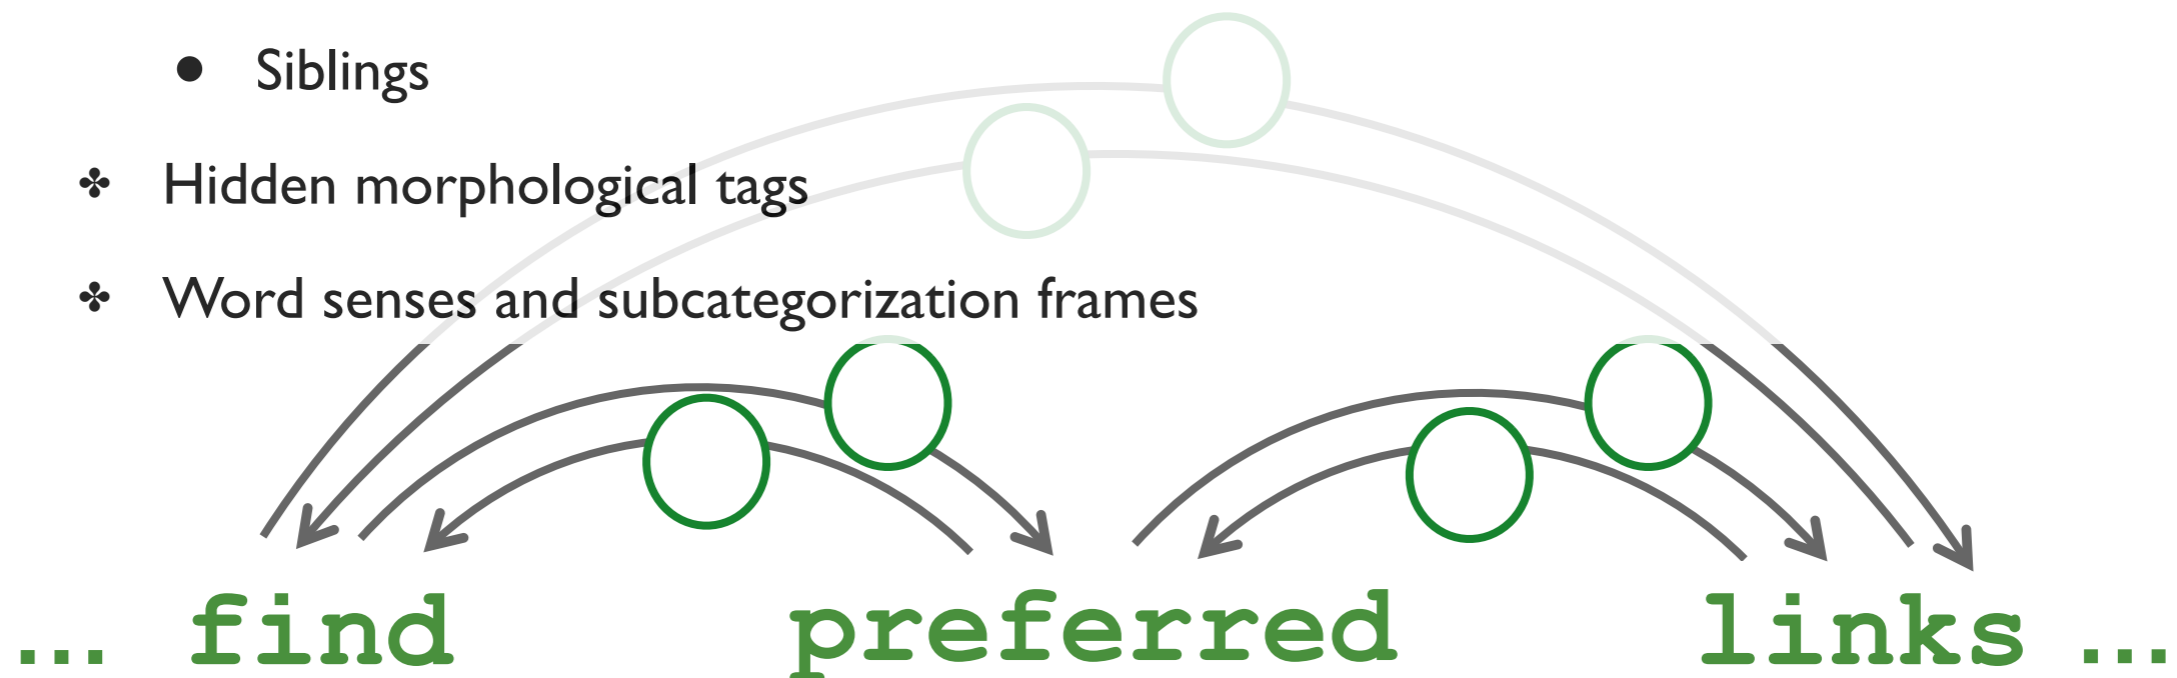 ● Siblings
✤ Hidden morphological tags
✤ Word senses and subcategorization frames
... find preferred links ...